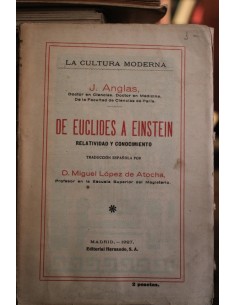 LA CULTURA MODERNA
J. Anglas,
Doctor en Ciencias, Doctor en Medicina,
De la Facultad de Ciencias de París.
DE EUCLIDES A EINSTEIN
RELATIVIDAD Y CONOCIMIENTO
TRADUCCIÓN ESPAÑOLA POR
D. Miguel López de Atocha,
Profesor en la Escuela Superior del Magisterio.
MADRID.—1927.
Editorial Hernando, S. A.
2 pesetas.